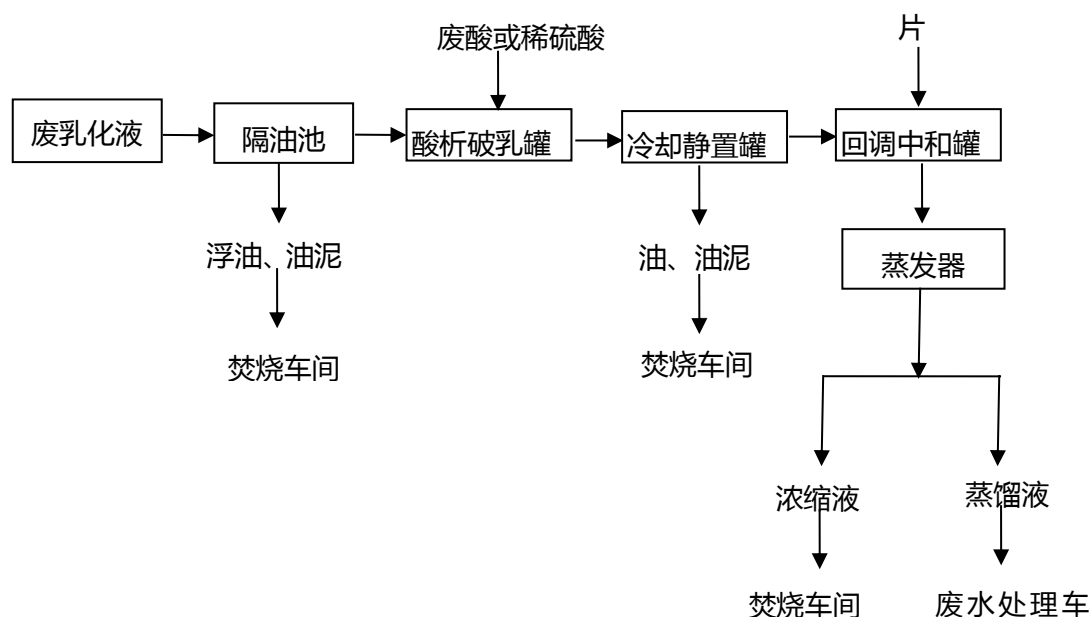 废酸或稀硫酸
片
废乳化液
隔油池
酸析破乳罐
冷却静置罐
回调中和罐
浮油、油泥
油、油泥
蒸发器
焚烧车间
焚烧车间
浓缩液
蒸馏液
焚烧车间
废水处理车